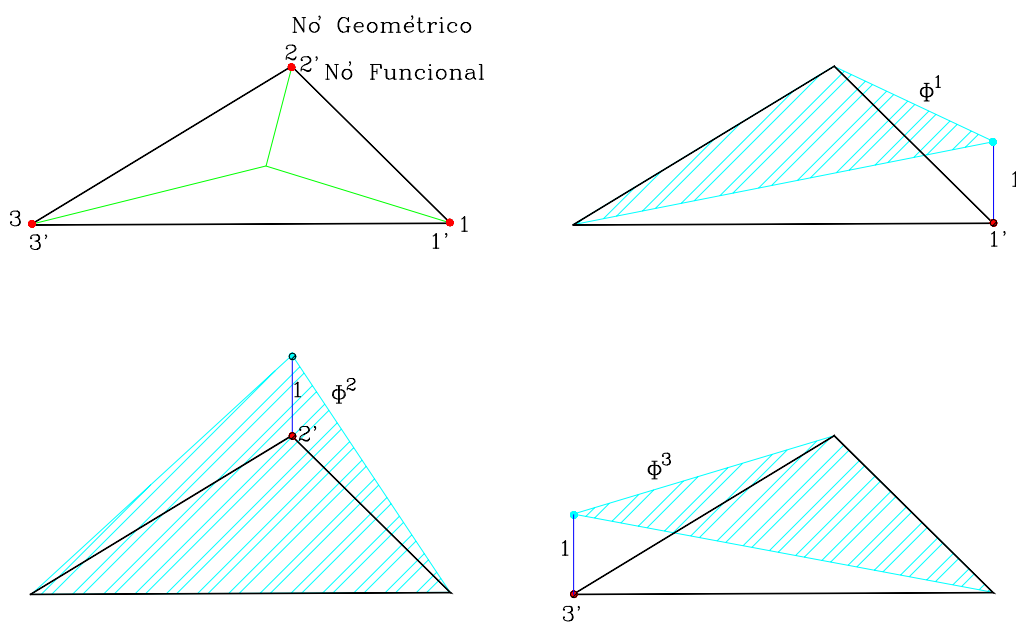 Nó Geométrico
2
2'
Nó Funcional
3
3'
1
1'
Φ1
1
1'
1
Φ2
2'
Φ3
1
3'